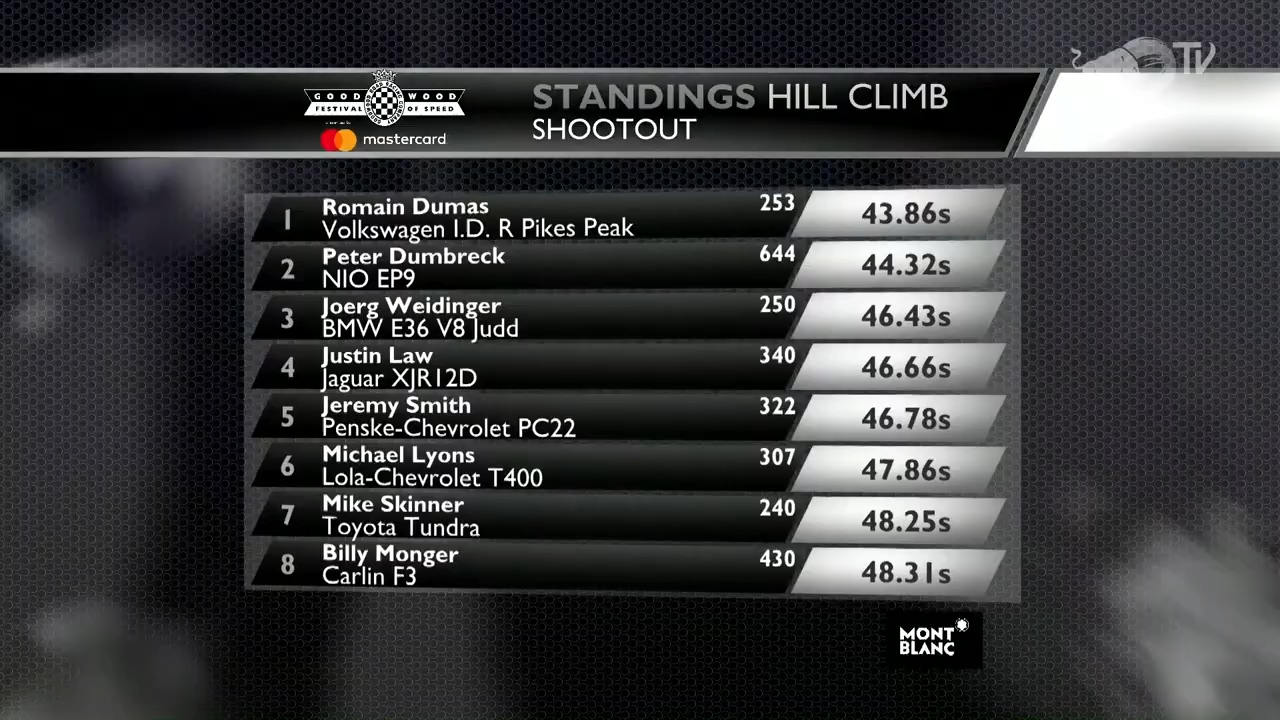 TV
GOOD WOOD
FESTIVAL OF SPEED
mastercard
STANDINGS HILL CLIMB
SHOOTOUT
1 Romain Dumas 253 43.86s
Volkswagen I.D. R Pikes Peak
2 Peter Dumbreck 644 44.32s
NIO EP9
3 Joerg Weidinger 250 46.43s
BMW E36 V8 Judd
4 Justin Law 340 46.66s
Jaguar XJR12D
5 Jeremy Smith 322 46.78s
Penske-Chevrolet PC22
6 Michael Lyons 307 47.86s
Lola-Chevrolet T400
7 Mike Skinner 240 48.25s
Toyota Tundra
8 Billy Monger 430 48.31s
Carlin F3
MONT
BLANC